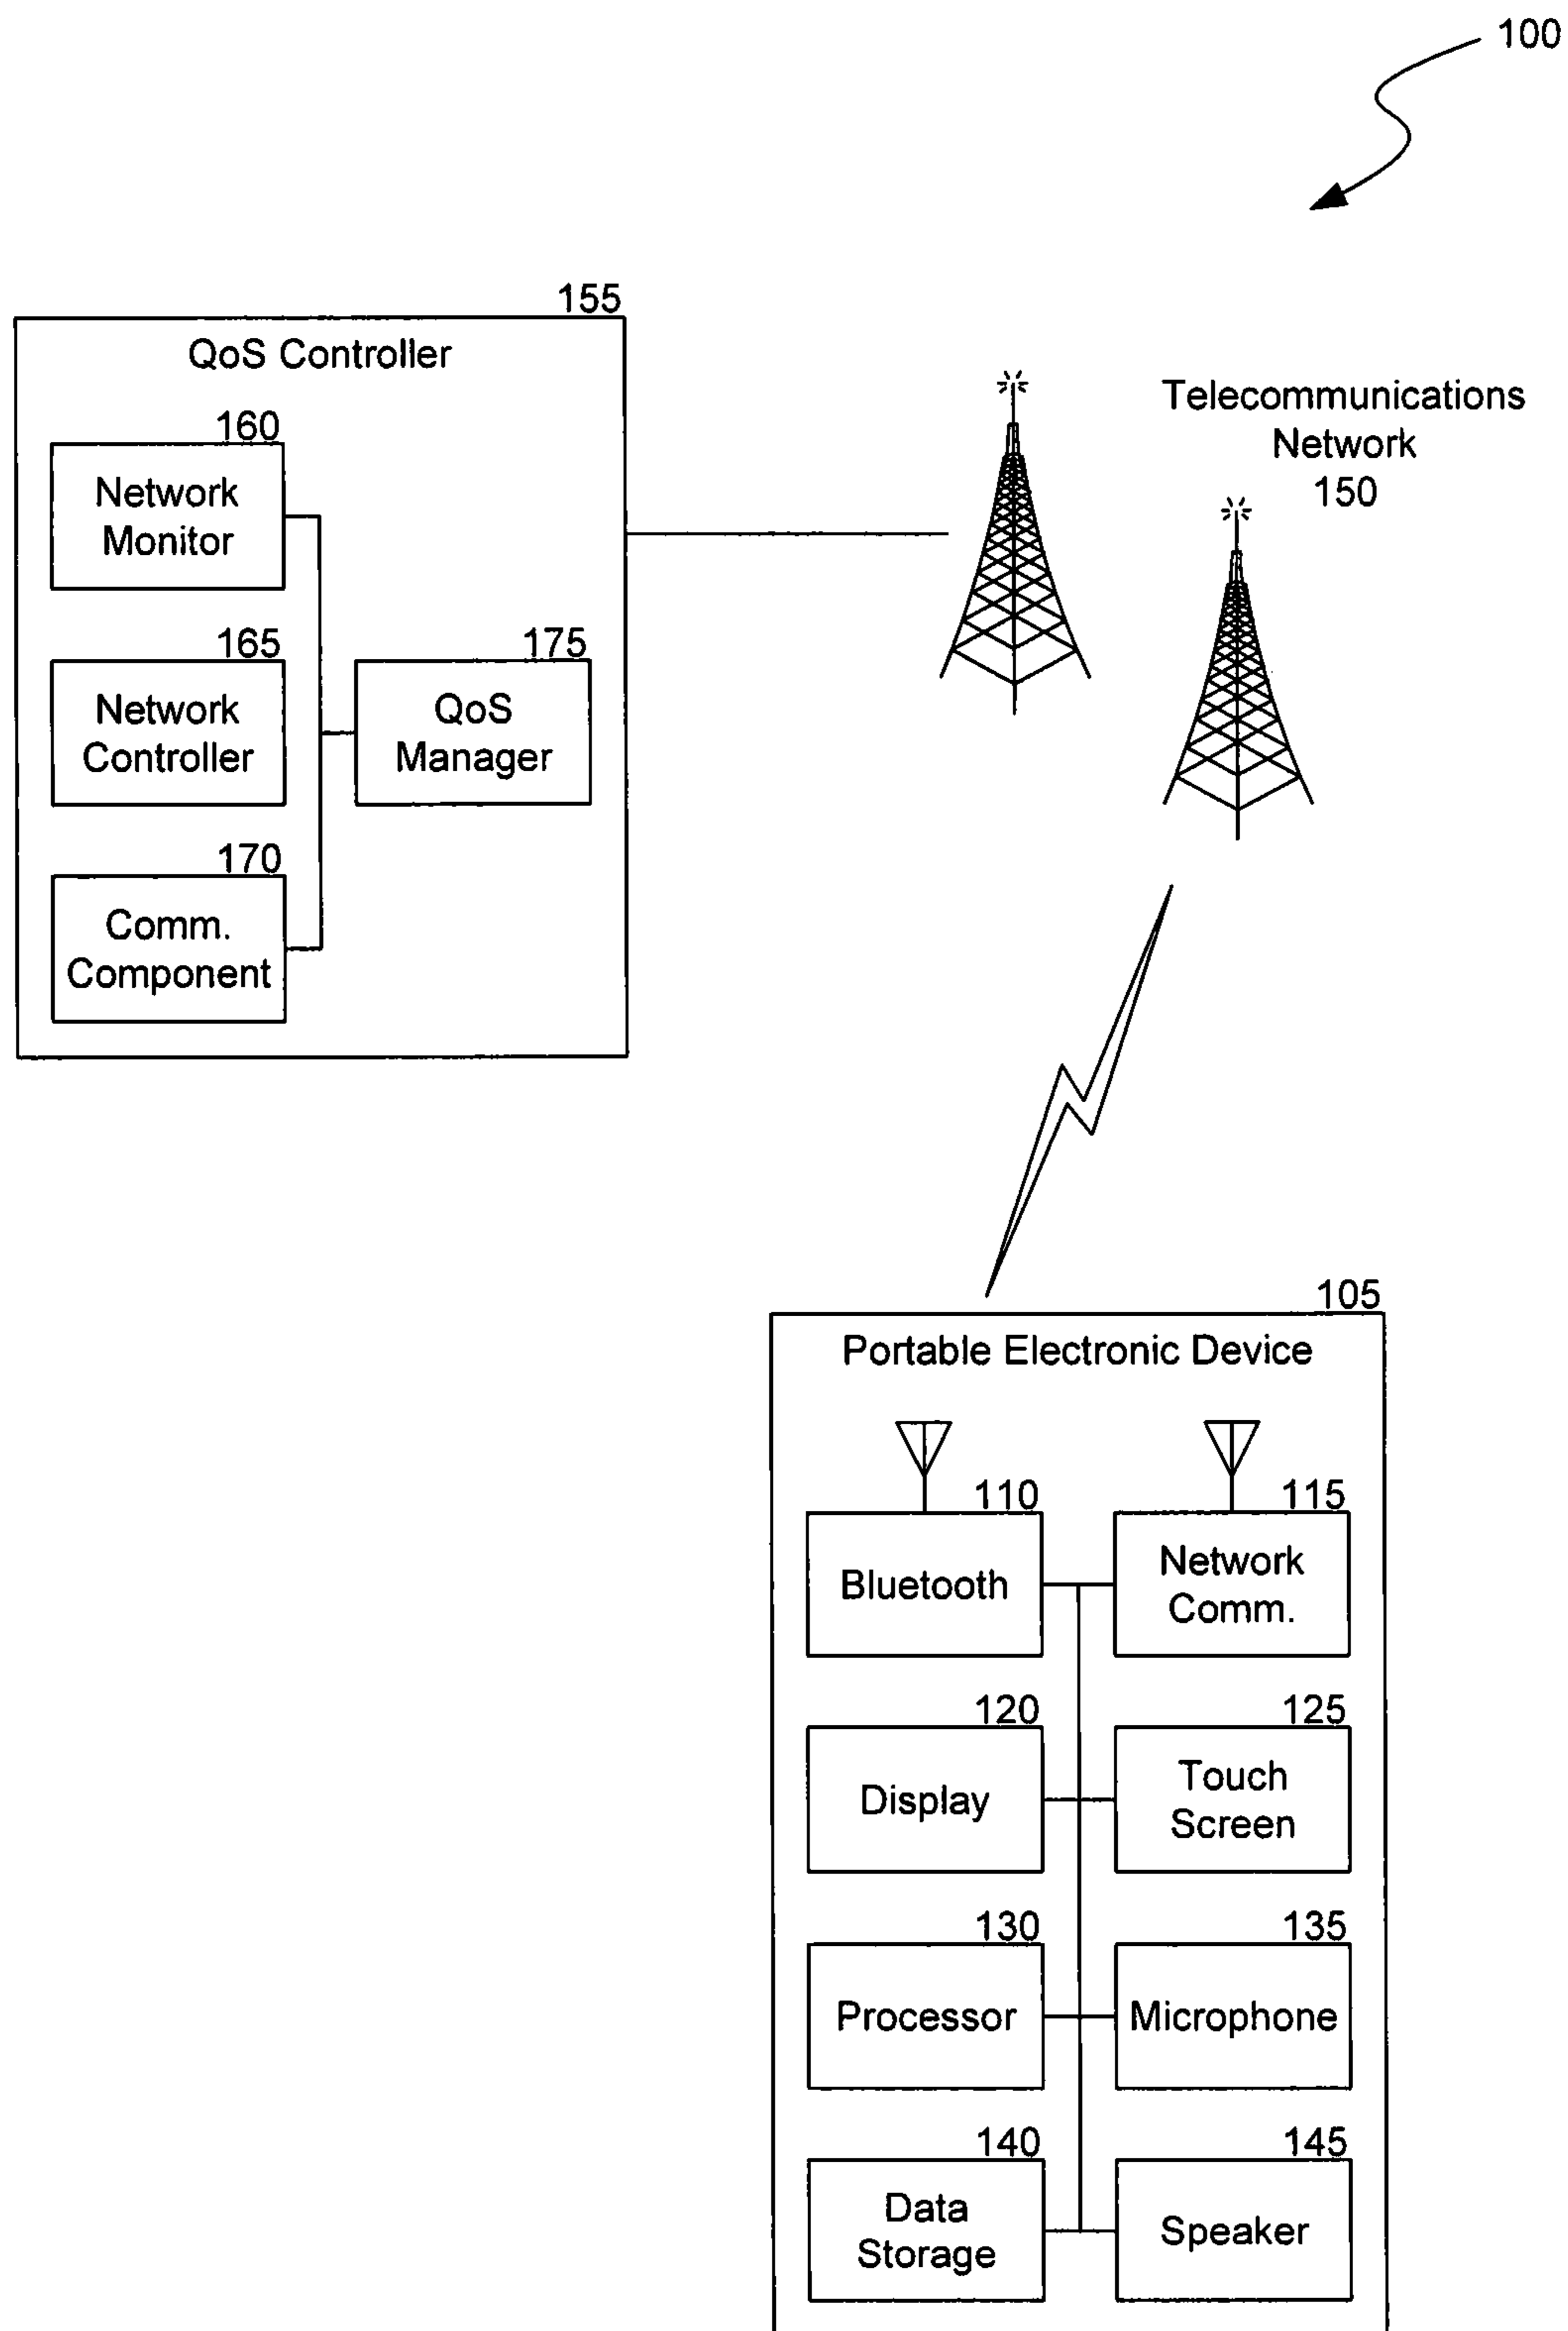 100
155
QoS Controller
160
Network
Monitor
165
Network
Controller
175
QoS
Manager
170
Comm.
Component
Telecommunications
Network
150
105
Portable Electronic Device
110
Bluetooth
115
Network
Comm.
120
Display
125
Touch
Screen
130
Processor
135
Microphone
140
Data
Storage
145
Speaker